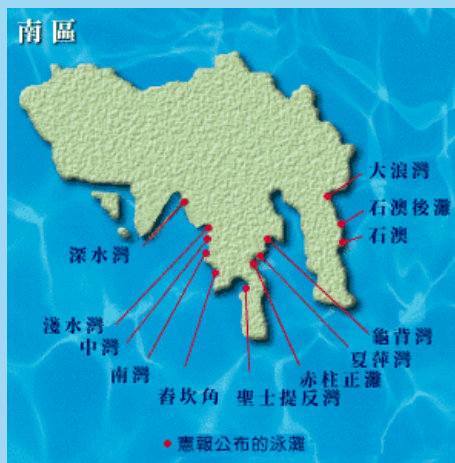 南區
大浪灣
石澳後灘
石澳
深水灣
淺水灣
中灣
南灣
舂坎角
聖士提反灣
赤柱正灘
夏萍灣
龜背灣
憲報公布的泳灘